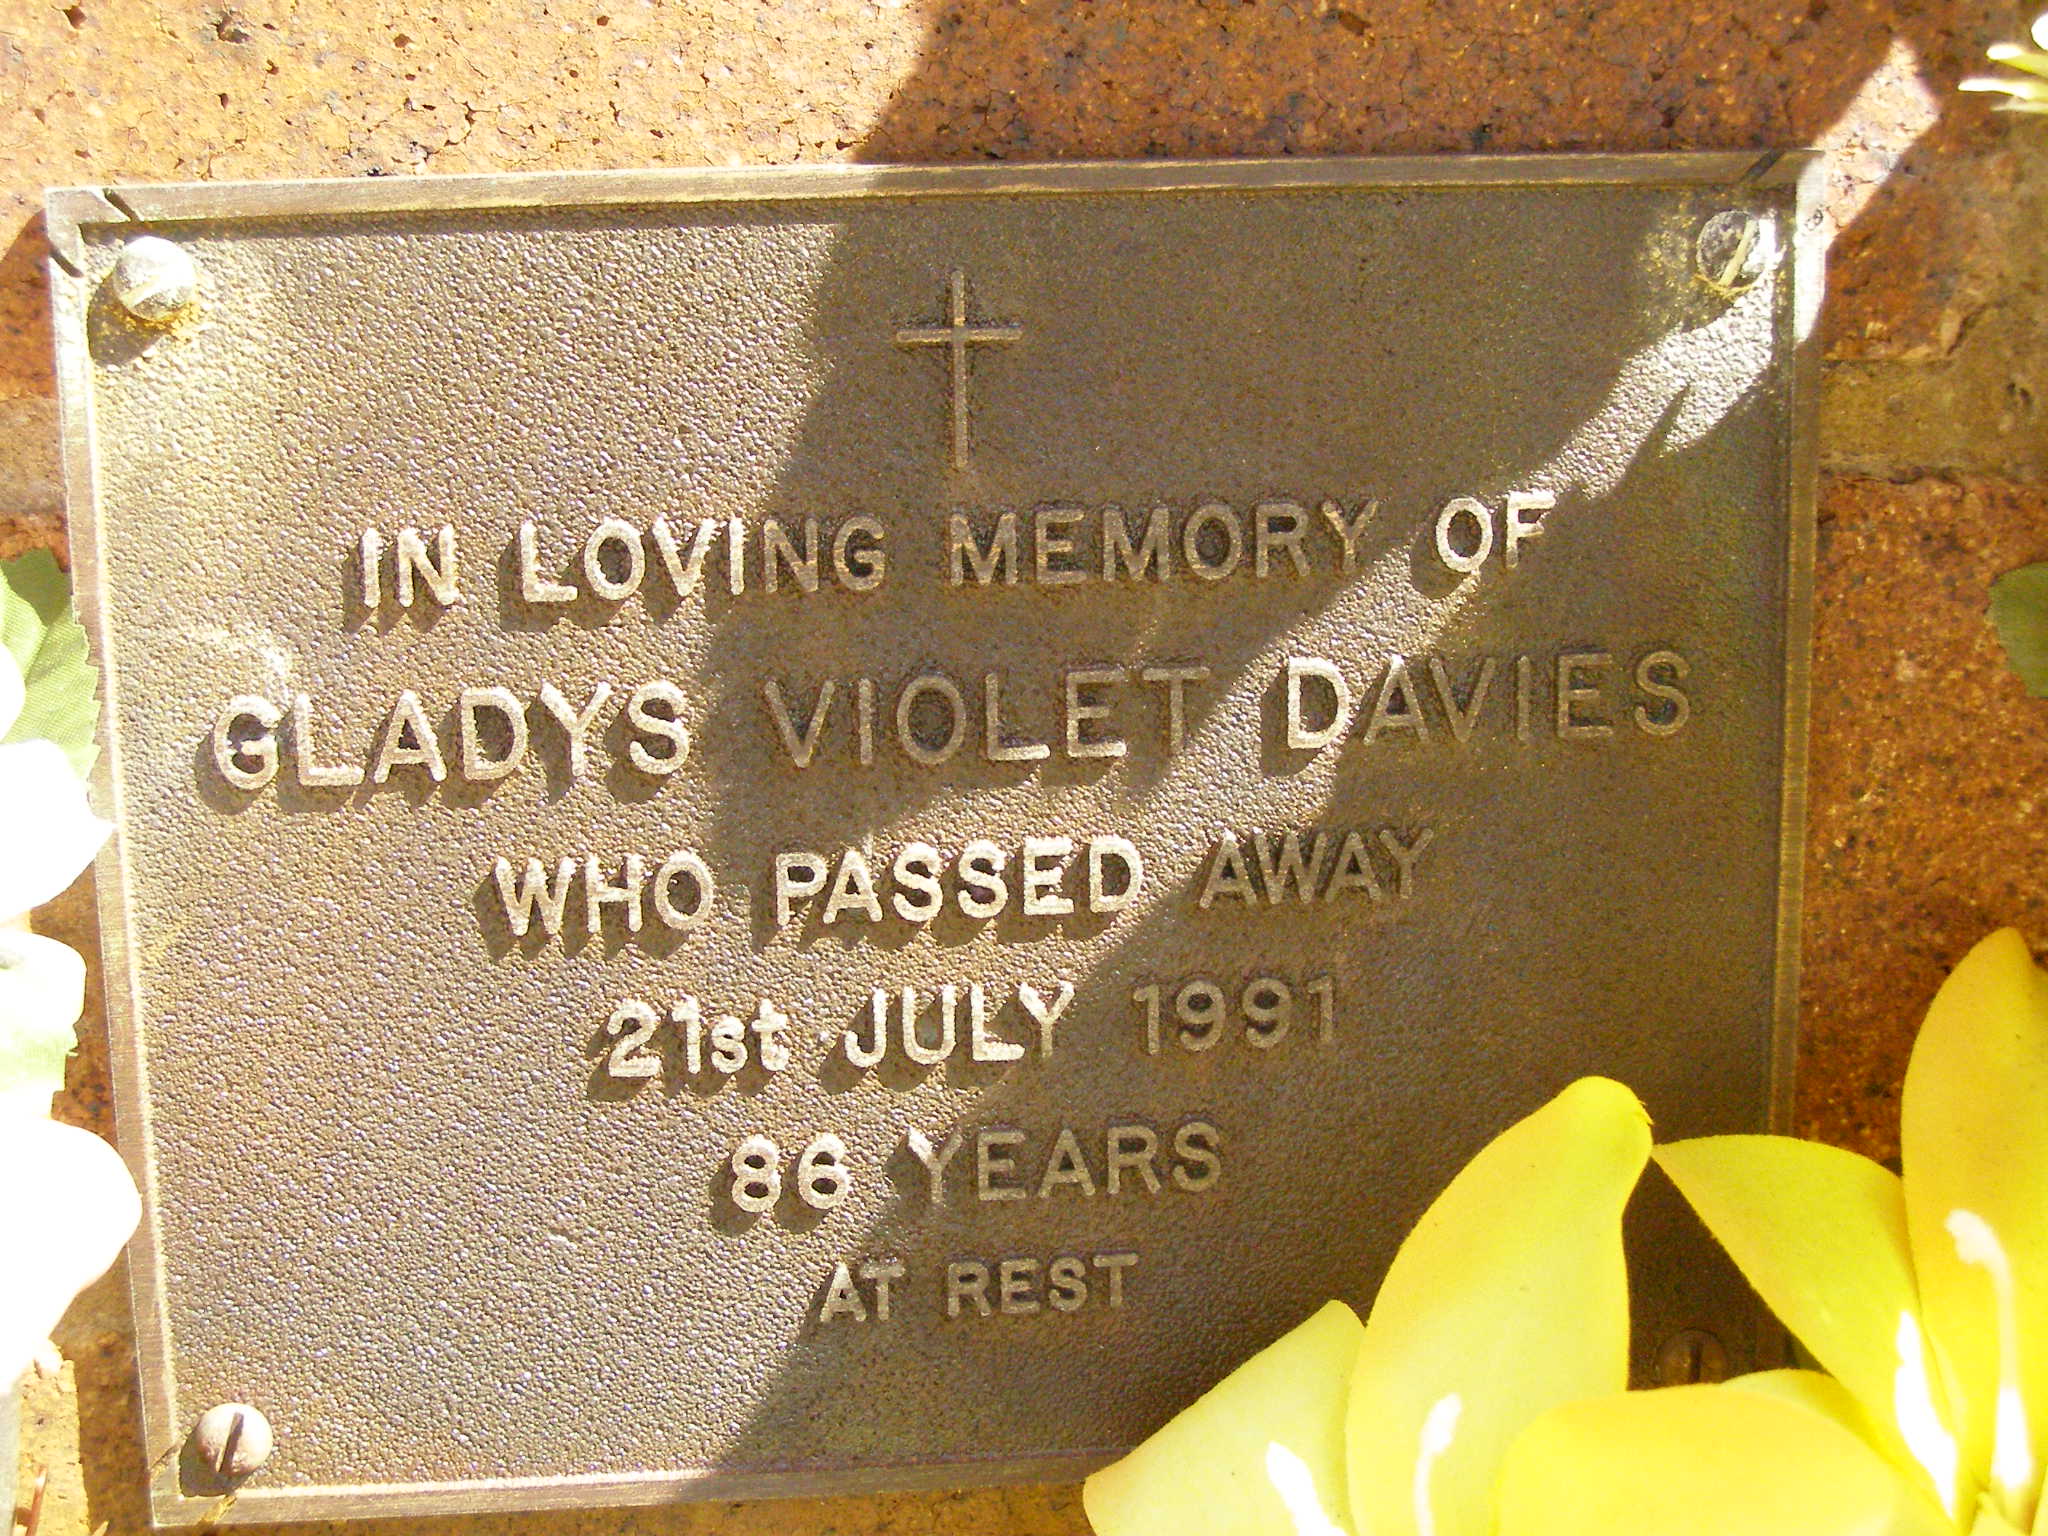 IN LOVING MEMORY OF
GLADYS VIOLET DAVIES
WHO PASSED AWAY
21st JULY 1991
86 YEARS
AT REST